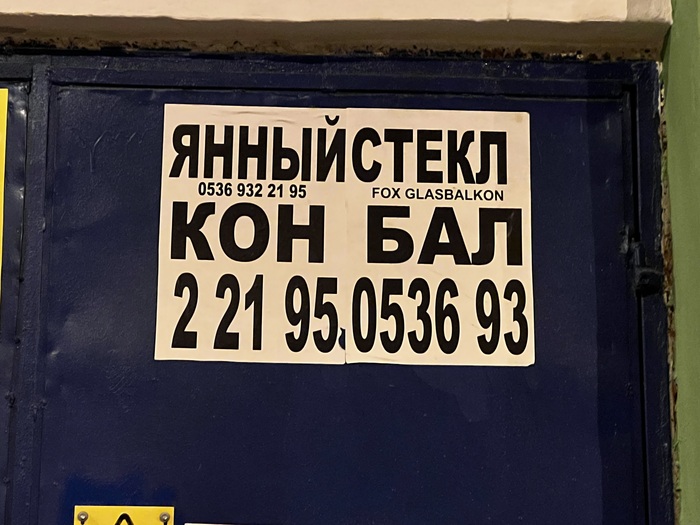 ЯННЫЙСТЕКЛ
0536 932 21 95 FOX GLASBALKON
КОН БАЛ
2 21 95 0536 93